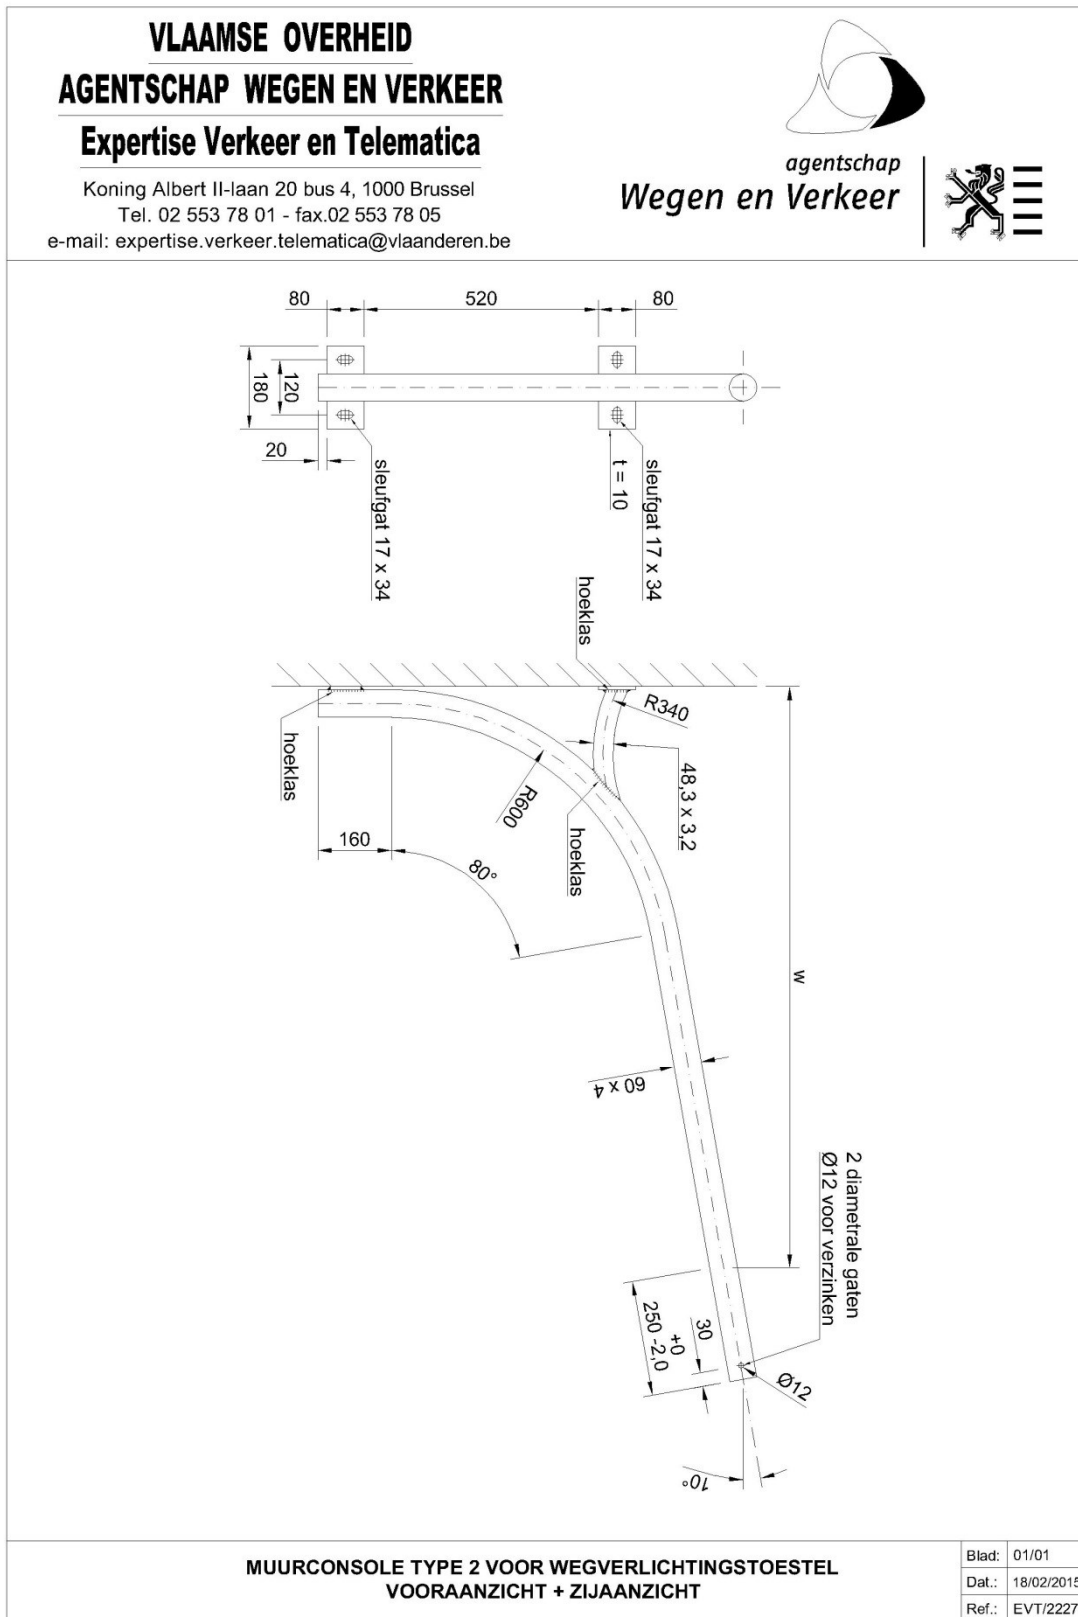 VLAAMSE OVERHEID
AGENTSCHAP WEGEN EN VERKEER
Expertise Verkeer en Telematica
Koning Albert II-laan 20 bus 4, 1000 Brussel
Tel. 02 553 78 01 - fax.02 553 78 05
e-mail: expertise.verkeer.telematica@vlaanderen.be
agentschap
Wegen en Verkeer
80
520
80
180
120
20
sleufgat 17 x 34
t = 10
sleufgat 17 x 34
hoeklas
R340
48,3 x 3,2
hoeklas
R600
hoeklas
160
80°
w
60 x 4
2 diametrale gaten
Ø12 voor verzinken
30
+0
250 -2,0
Ø12
10°
MUURCONSOLE TYPE 2 VOOR WEGVERLICHTINGSTOESTEL
VOORAANZICHT + ZIJAANZICHT
Blad: 01/01
Dat.: 18/02/2015
Ref.: EVT/2227